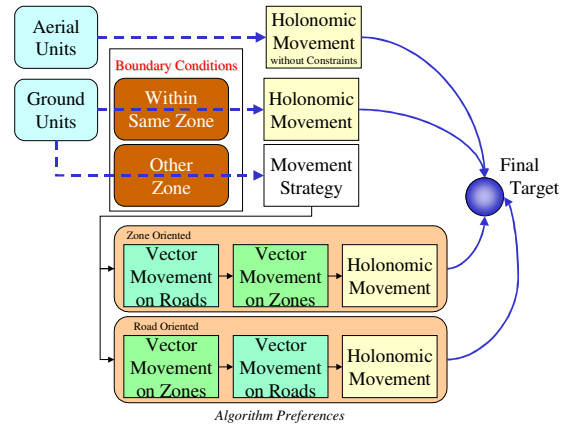 Aerial
Units
Holonomic
Movement
without Constraints
Boundary Conditions
Ground
Units
Within
Same Zone
Holonomic
Movement
Other
Zone
Movement
Strategy
Final
Target
Zone Oriented
Vector
Movement
on Roads
Vector
Movement
on Zones
Holonomic
Movement
Road Oriented
Vector
Movement
on Zones
Vector
Movement
on Roads
Holonomic
Movement
Algorithm Preferences